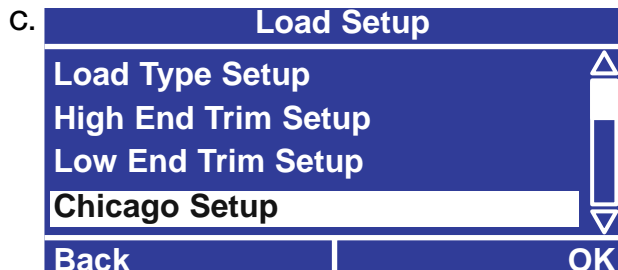 C. Load Setup
Load Type Setup
High End Trim Setup
Low End Trim Setup
Chicago Setup
Back OK